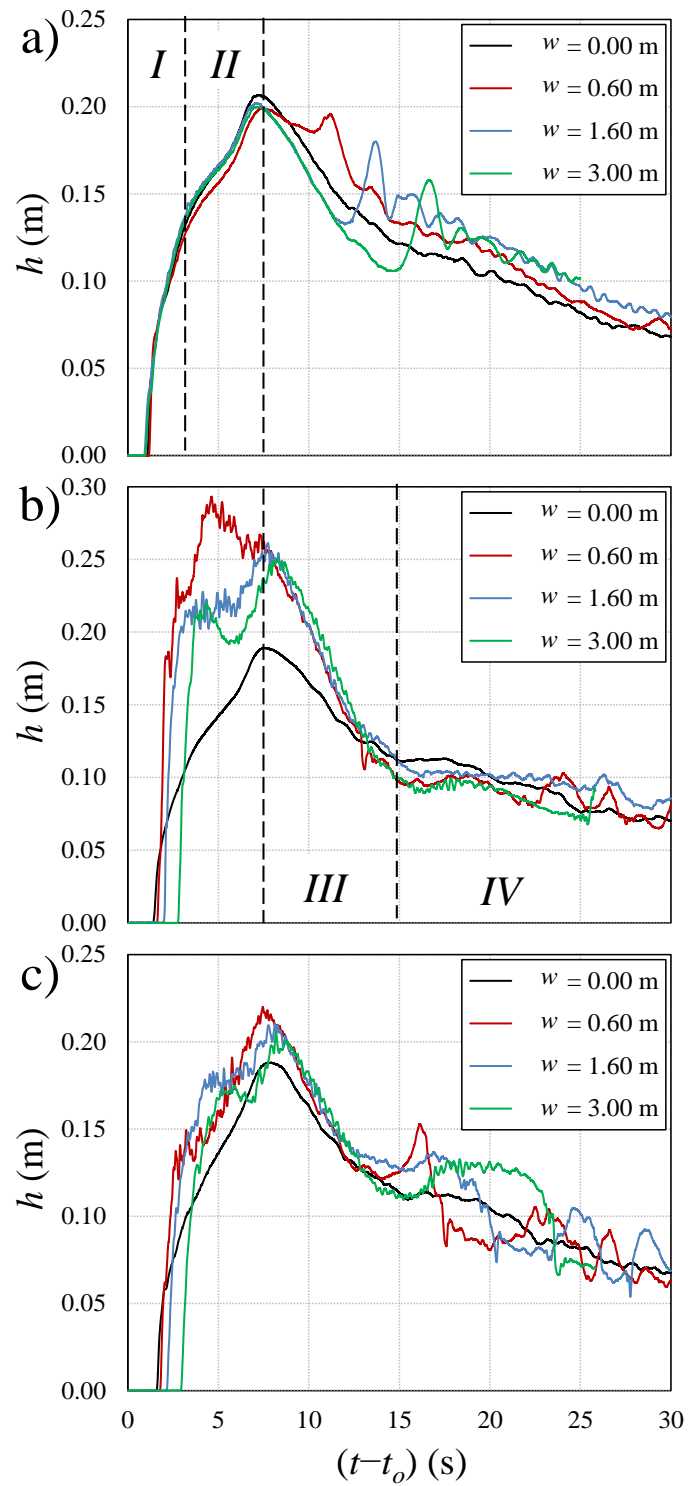 a)
I II
w = 0.00 m
w = 0.60 m
w = 1.60 m
w = 3.00 m
0.25
0.20
0.15
0.10
0.05
0.00
h (m)
b)
w = 0.00 m
w = 0.60 m
w = 1.60 m
w = 3.00 m
0.30
0.25
0.20
0.15
0.10
0.05
0.00
h (m)
III IV
c)
w = 0.00 m
w = 0.60 m
w = 1.60 m
w = 3.00 m
0.25
0.20
0.15
0.10
0.05
0.00
h (m)
0 5 10 15 20 25 30
(t−to) (s)